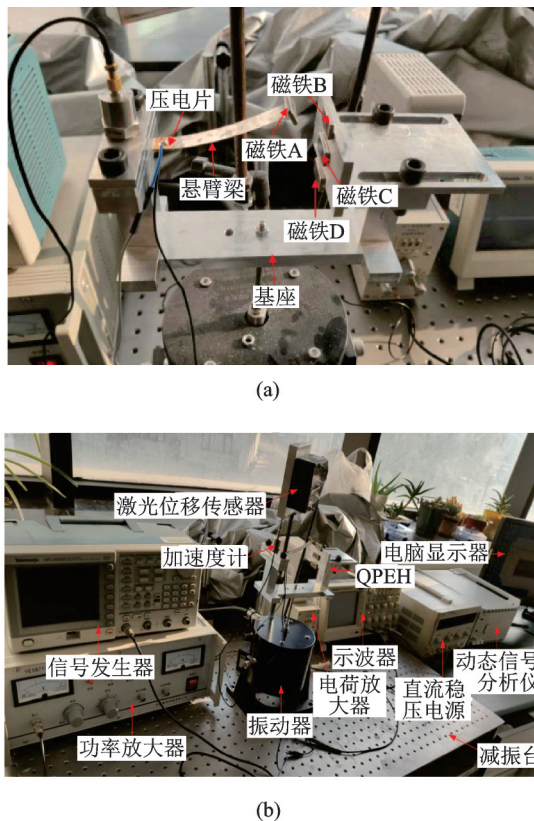 压电片
磁铁B
磁铁A
悬臂梁
磁铁C
磁铁D
基座
(a)
激光位移传感器
加速度计
电脑显示器
QPEH
信号发生器
示波器
电荷放
大器
直流稳
压电源
动态信号
分析仪
功率放大器
振动器
减振台
(b)